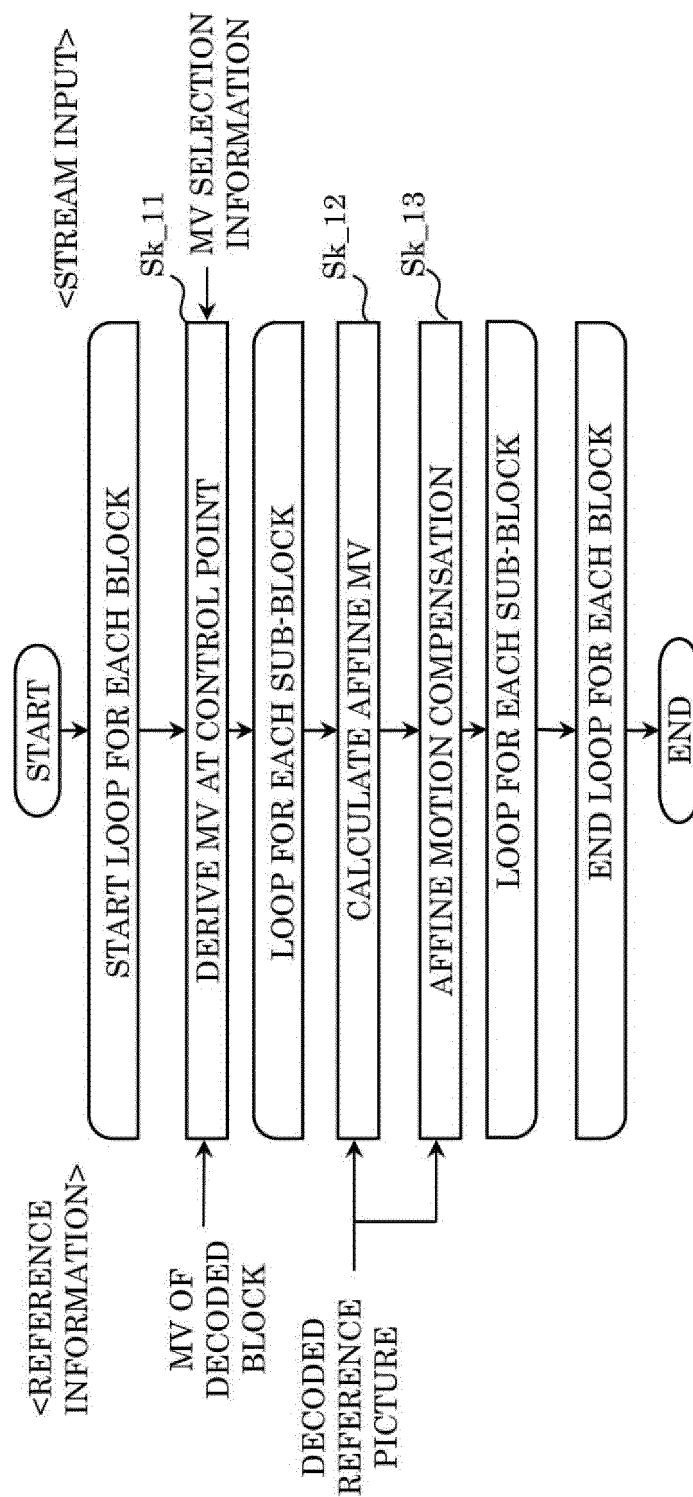 <REFERENCE
INFORMATION>
<STREAM INPUT>
START
START LOOP FOR EACH BLOCK
MV OF
DECODED
BLOCK
DERIVE MV AT CONTROL POINT
Sk_11
MV SELECTION
INFORMATION
LOOP FOR EACH SUB-BLOCK
DECODED
REFERENCE
PICTURE
CALCULATE AFFINE MV
Sk_12
AFFINE MOTION COMPENSATION
Sk_13
LOOP FOR EACH SUB-BLOCK
END LOOP FOR EACH BLOCK
END